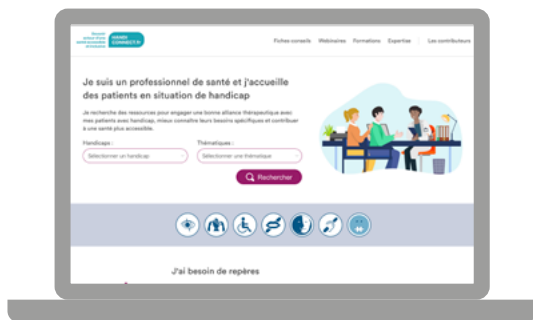 HANDI
CONNECT.fr
Fiches conseils Webinaires Formations Expertise Les contributeurs
Je suis un professionnel de santé et j'accueille
des patients en situation de handicap
Je recherche des ressources pour engager une bonne alliance thérapeutique avec
mes patients avec handicap, mieux connaître leurs besoins spécifiques et contribuer
à une santé plus accessible.
Handicaps : Thématiques :
Sélectionner un handicap Sélectionner une thématique
Rechercher
J'ai besoin de repères